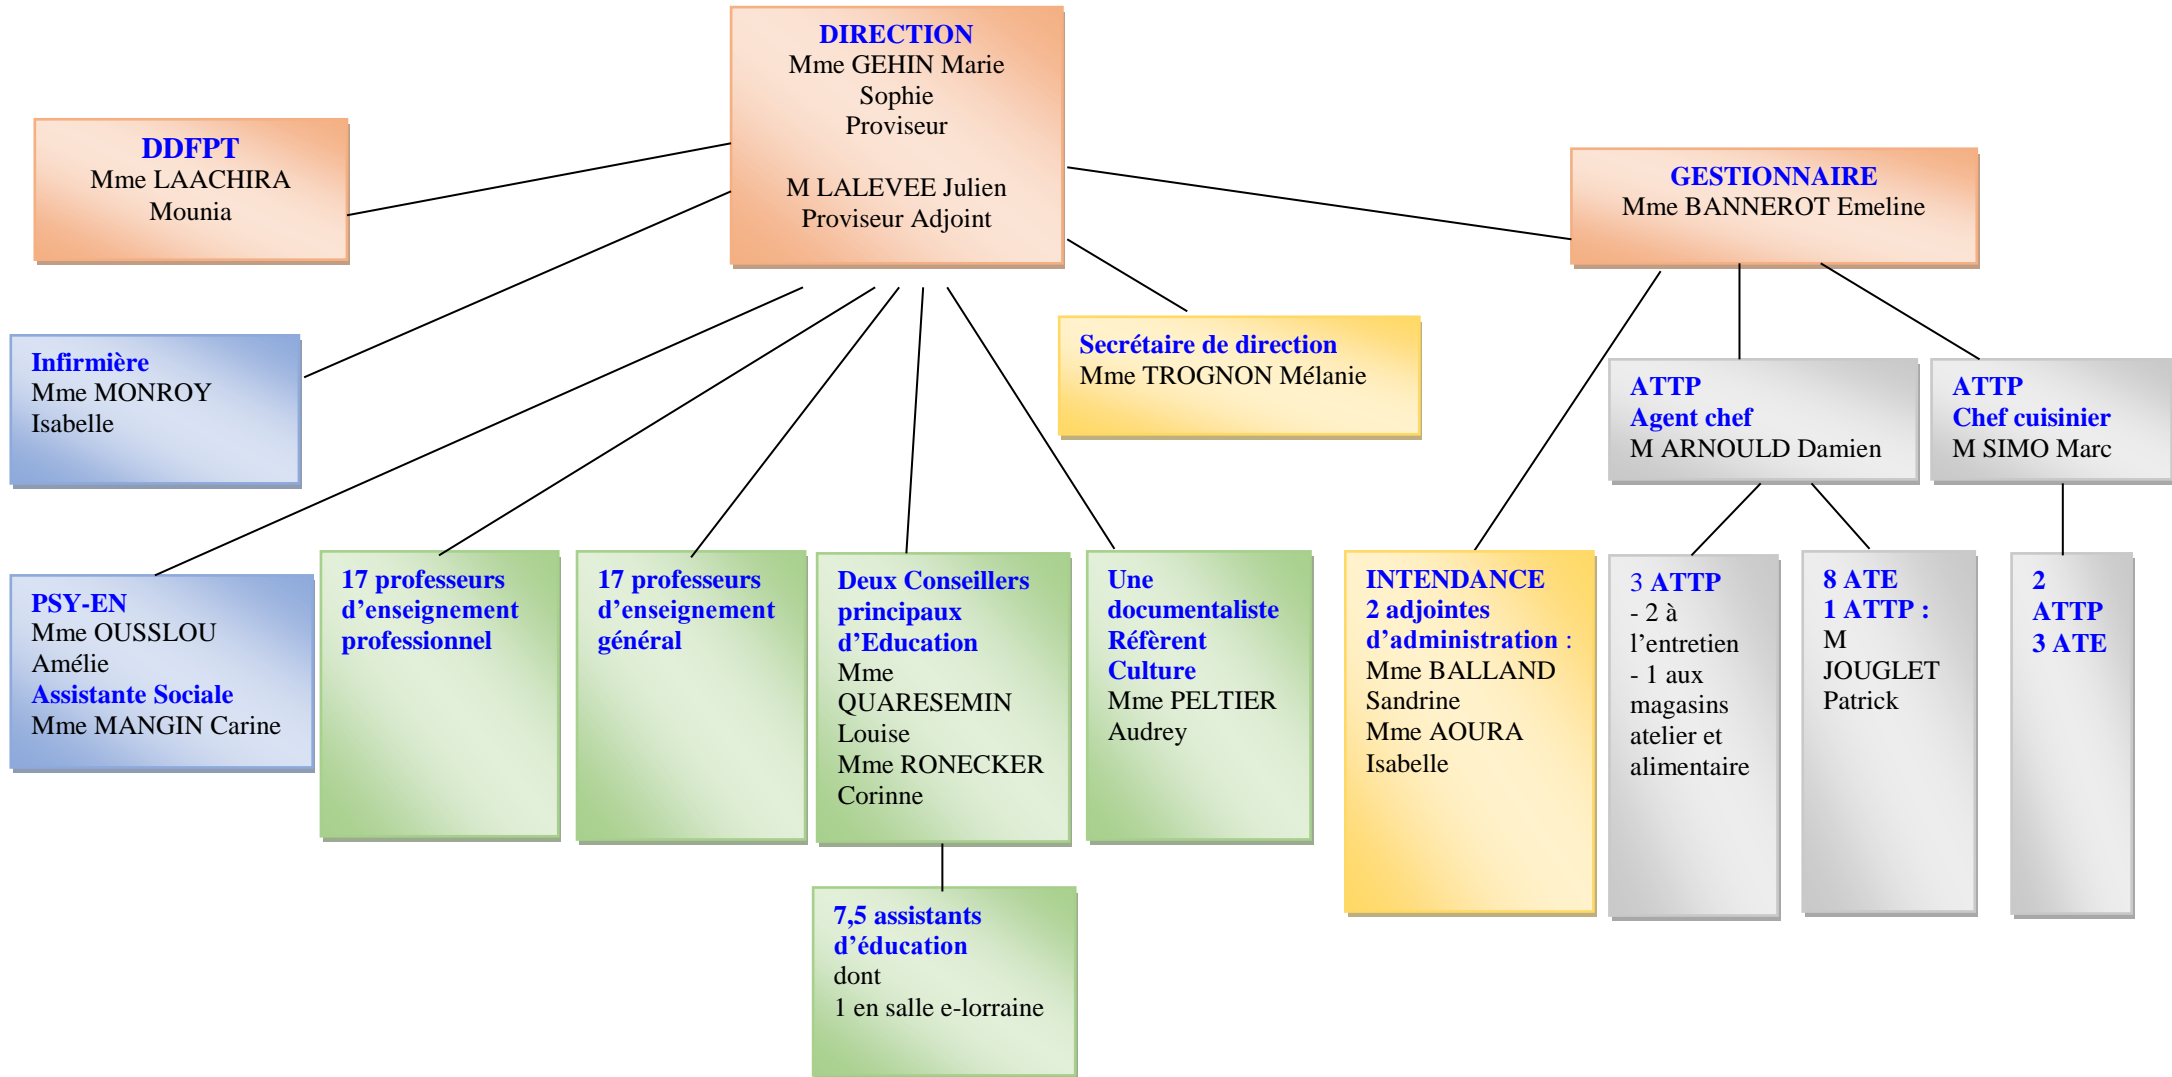 DIRECTION
Mme GEHIN Marie
Sophie
Proviseur
M LALEVEE Julien
Proviseur Adjoint
DDFPT
Mme LAACHIRA
Mounia
GESTIONNAIRE
Mme BANNEROT Emeline
Infirmière
Mme MONROY
Isabelle
Secrétaire de direction
Mme TROGNON Mélanie
ATTP
Agent chef
M ARNOULD Damien
ATTP
Chef cuisinier
M SIMO Marc
PSY-EN
Mme OUSSLOU
Amélie
Assistante Sociale
Mme MANGIN Carine
17 professeurs
d’enseignement
professionnel
17 professeurs
d’enseignement
général
Deux Conseillers
principaux
d’Education
Mme
QUARESEMIN
Louise
Mme RONECKER
Corinne
Une
documentaliste
Réfèrent
Culture
Mme PELTIER
Audrey
INTENDANCE
2 adjointes
d’administration :
Mme BALLAND
Sandrine
Mme AOURA
Isabelle
3 ATTP
- 2 à
l’entretien
- 1 aux
magasins
atelier et
alimentaire
8 ATE
1 ATTP :
M
JOUGLET
Patrick
2
ATTP
3 ATE
7,5 assistants
d’éducation
dont
1 en salle e-lorraine